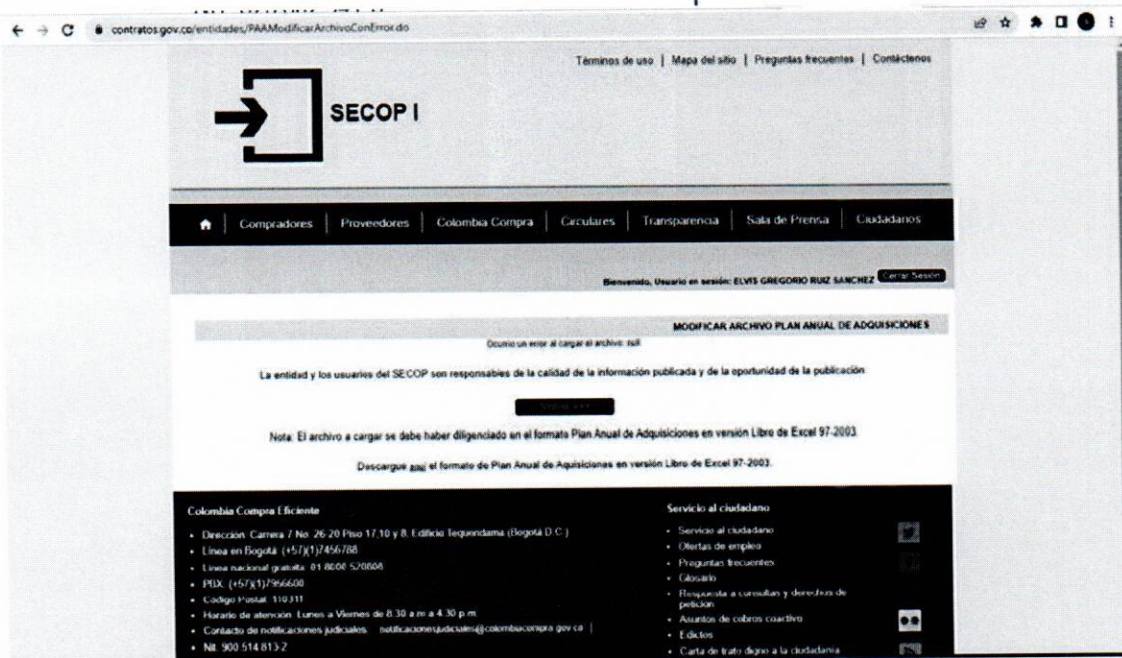 contratos.gov.co/entidades/PAAModificarArchivoConError.do
Términos de uso | Mapa del sitio | Preguntas frecuentes | Contáctenos
SECOP I
Compradores | Proveedores | Colombia Compra | Circulares | Transparencia | Sala de Prensa | Ciudadanos
Bienvenido, Usuario en sesión: ELVIS GREGORIO RUIZ SANCHEZ Cerrar Sesión
MODIFICAR ARCHIVO PLAN ANUAL DE ADQUISICIONES
Ocurrio un error al cargar el archivo: null
La entidad y los usuarios del SECOP son responsables de la calidad de la información publicada y de la oportunidad de la publicación
Nota: El archivo a cargar se debe haber diligenciado en el formato Plan Anual de Adquisiciones en versión Libro de Excel 97-2003.
Descargue aquí el formato de Plan Anual de Aquisiciones en versión Libro de Excel 97-2003.
Colombia Compra Eficiente
• Dirección: Carrera 7 No. 26-20 Piso 17,10 y 8, Edificio Tequendama (Bogotá D.C.)
• Línea en Bogotá: (+57)(1)7456788
• Línea nacional gratuita: 01 8000 520808
• PBX: (+57)(1)7956600
• Código Postal: 110311
• Horario de atención: Lunes a Viernes de 8:30 a.m a 4:30 p.m
• Contacto de notificaciones judiciales: notificacionesjudiciales@colombiacompra.gov.co |
• Nit. 900.514.813-2
Servicio al ciudadano
• Servicio al ciudadano
• Ofertas de empleo
• Preguntas frecuentes
• Glosario
• Respuesta a consultas y derechos de
petición
• Asuntos de cobros coactivo
• Edictos
• Carta de trato digno a la ciudadanía